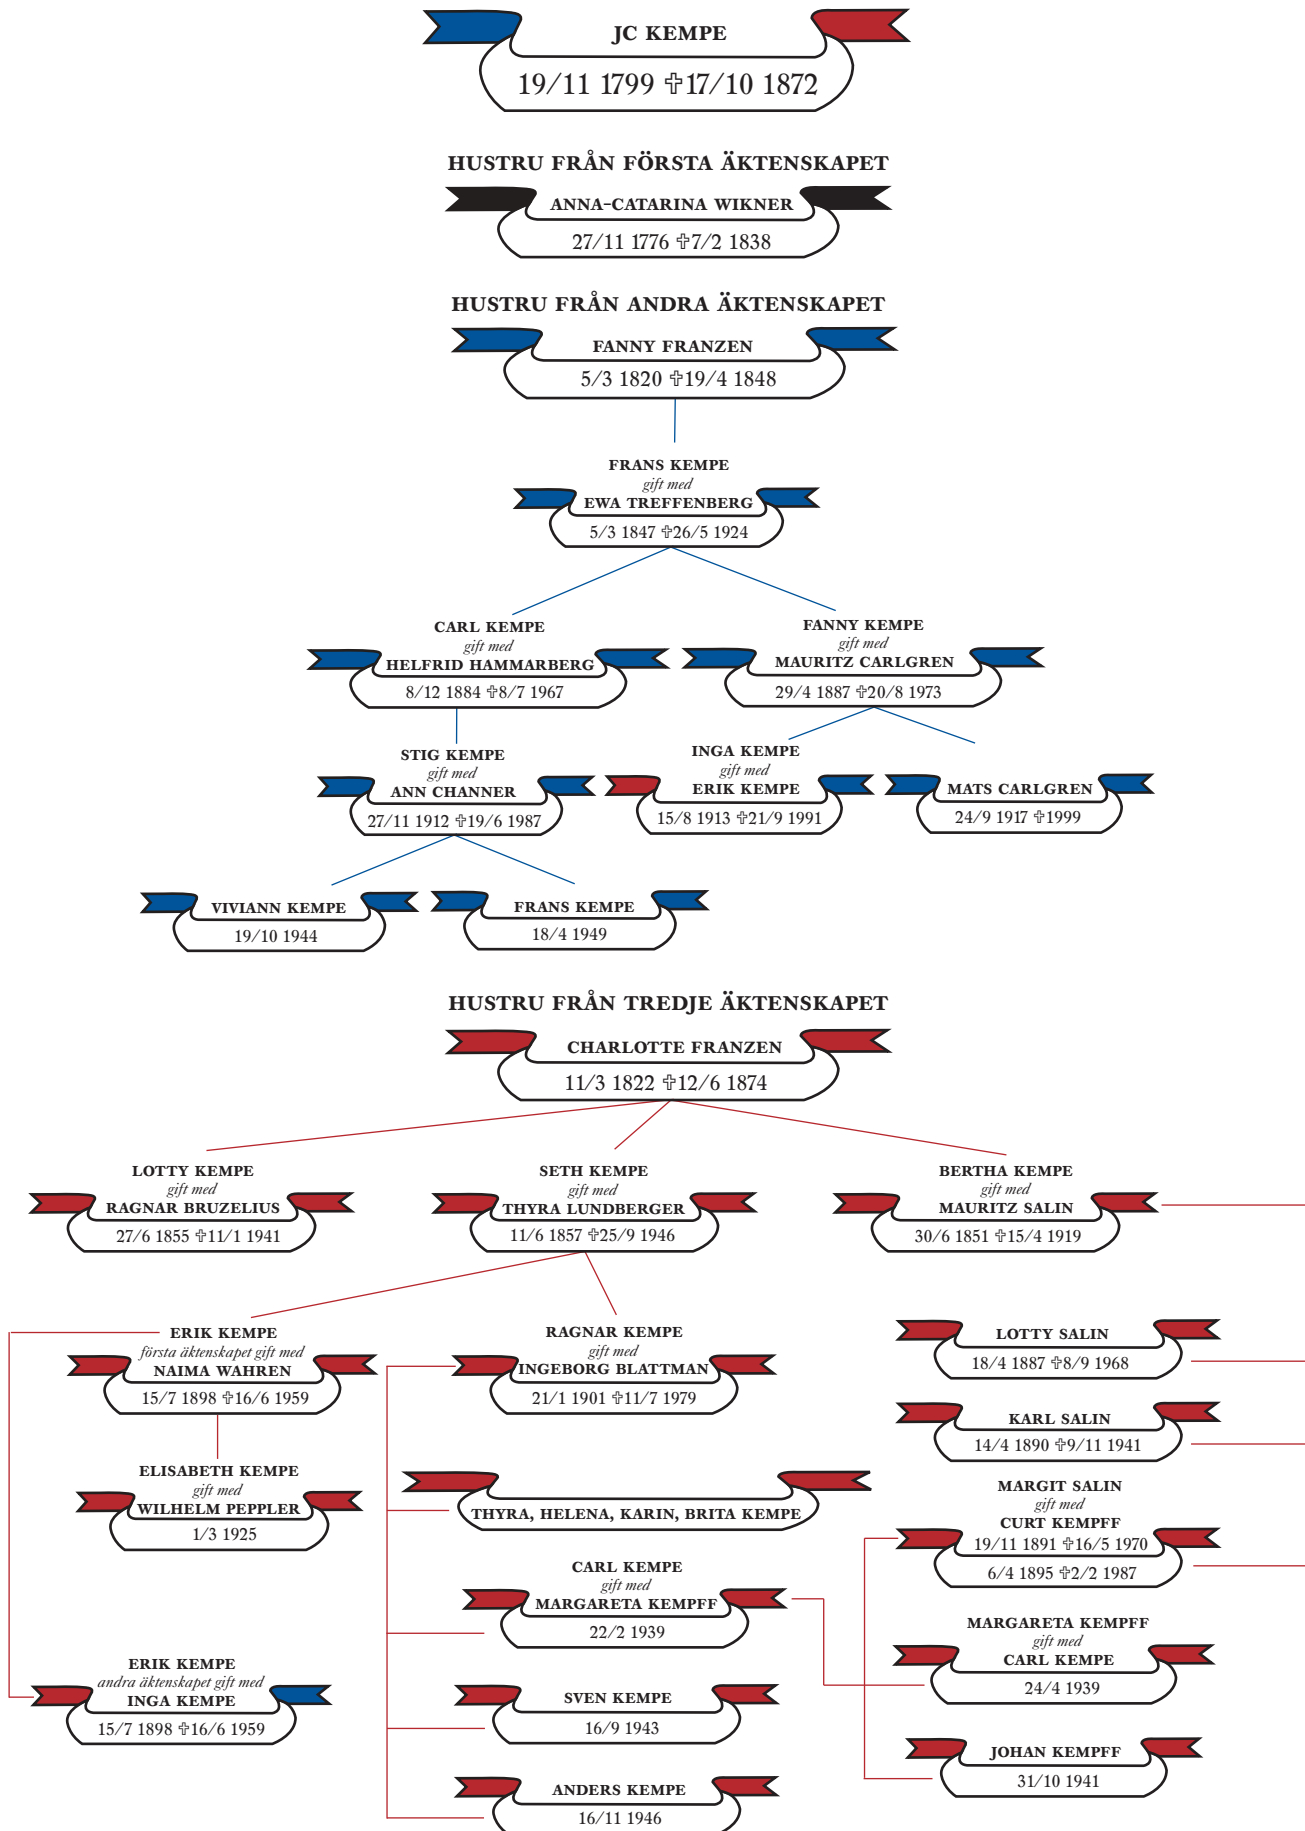 JC KEMPE
19/11 1799 ✞17/10 1872
HUSTRU FRÅN FÖRSTA ÄKTENSKAPET
ANNA-CATARINA WIKNER
27/11 1776 ✞7/2 1838
HUSTRU FRÅN ANDRA ÄKTENSKAPET
FANNY FRANZEN
5/3 1820 ✞19/4 1848
FRANS KEMPE
gift med
EWA TREFFENBERG
5/3 1847 ✞26/5 1924
CARL KEMPE
gift med
HELFRID HAMMARBERG
8/12 1884 ✞8/7 1967
FANNY KEMPE
gift med
MAURITZ CARLGREN
29/4 1887 ✞20/8 1973
STIG KEMPE
gift med
ANN CHANNER
27/11 1912 ✞19/6 1987
INGA KEMPE
gift med
ERIK KEMPE
15/8 1913 ✞21/9 1991
MATS CARLGREN
24/9 1917 ✞1999
VIVIANN KEMPE
19/10 1944
FRANS KEMPE
18/4 1949
HUSTRU FRÅN TREDJE ÄKTENSKAPET
CHARLOTTE FRANZEN
11/3 1822 ✞12/6 1874
LOTTY KEMPE
gift med
RAGNAR BRUZELIUS
27/6 1855 ✞11/1 1941
SETH KEMPE
gift med
THYRA LUNDBERGER
11/6 1857 ✞25/9 1946
BERTHA KEMPE
gift med
MAURITZ SALIN
30/6 1851 ✞15/4 1919
ERIK KEMPE
första äktenskapet gift med
NAIMA WAHREN
15/7 1898 ✞16/6 1959
RAGNAR KEMPE
gift med
INGEBORG BLATTMAN
21/1 1901 ✞11/7 1979
LOTTY SALIN
18/4 1887 ✞8/9 1968
KARL SALIN
14/4 1890 ✞9/11 1941
ELISABETH KEMPE
gift med
WILHELM PEPPLER
1/3 1925
THYRA, HELENA, KARIN, BRITA KEMPE
MARGIT SALIN
gift med
CURT KEMPFF
19/11 1891 ✞16/5 1970
6/4 1895 ✞2/2 1987
CARL KEMPE
gift med
MARGARETA KEMPFF
22/2 1939
MARGARETA KEMPFF
gift med
CARL KEMPE
24/4 1939
ERIK KEMPE
andra äktenskapet gift med
INGA KEMPE
15/7 1898 ✞16/6 1959
SVEN KEMPE
16/9 1943
JOHAN KEMPFF
31/10 1941
ANDERS KEMPE
16/11 1946